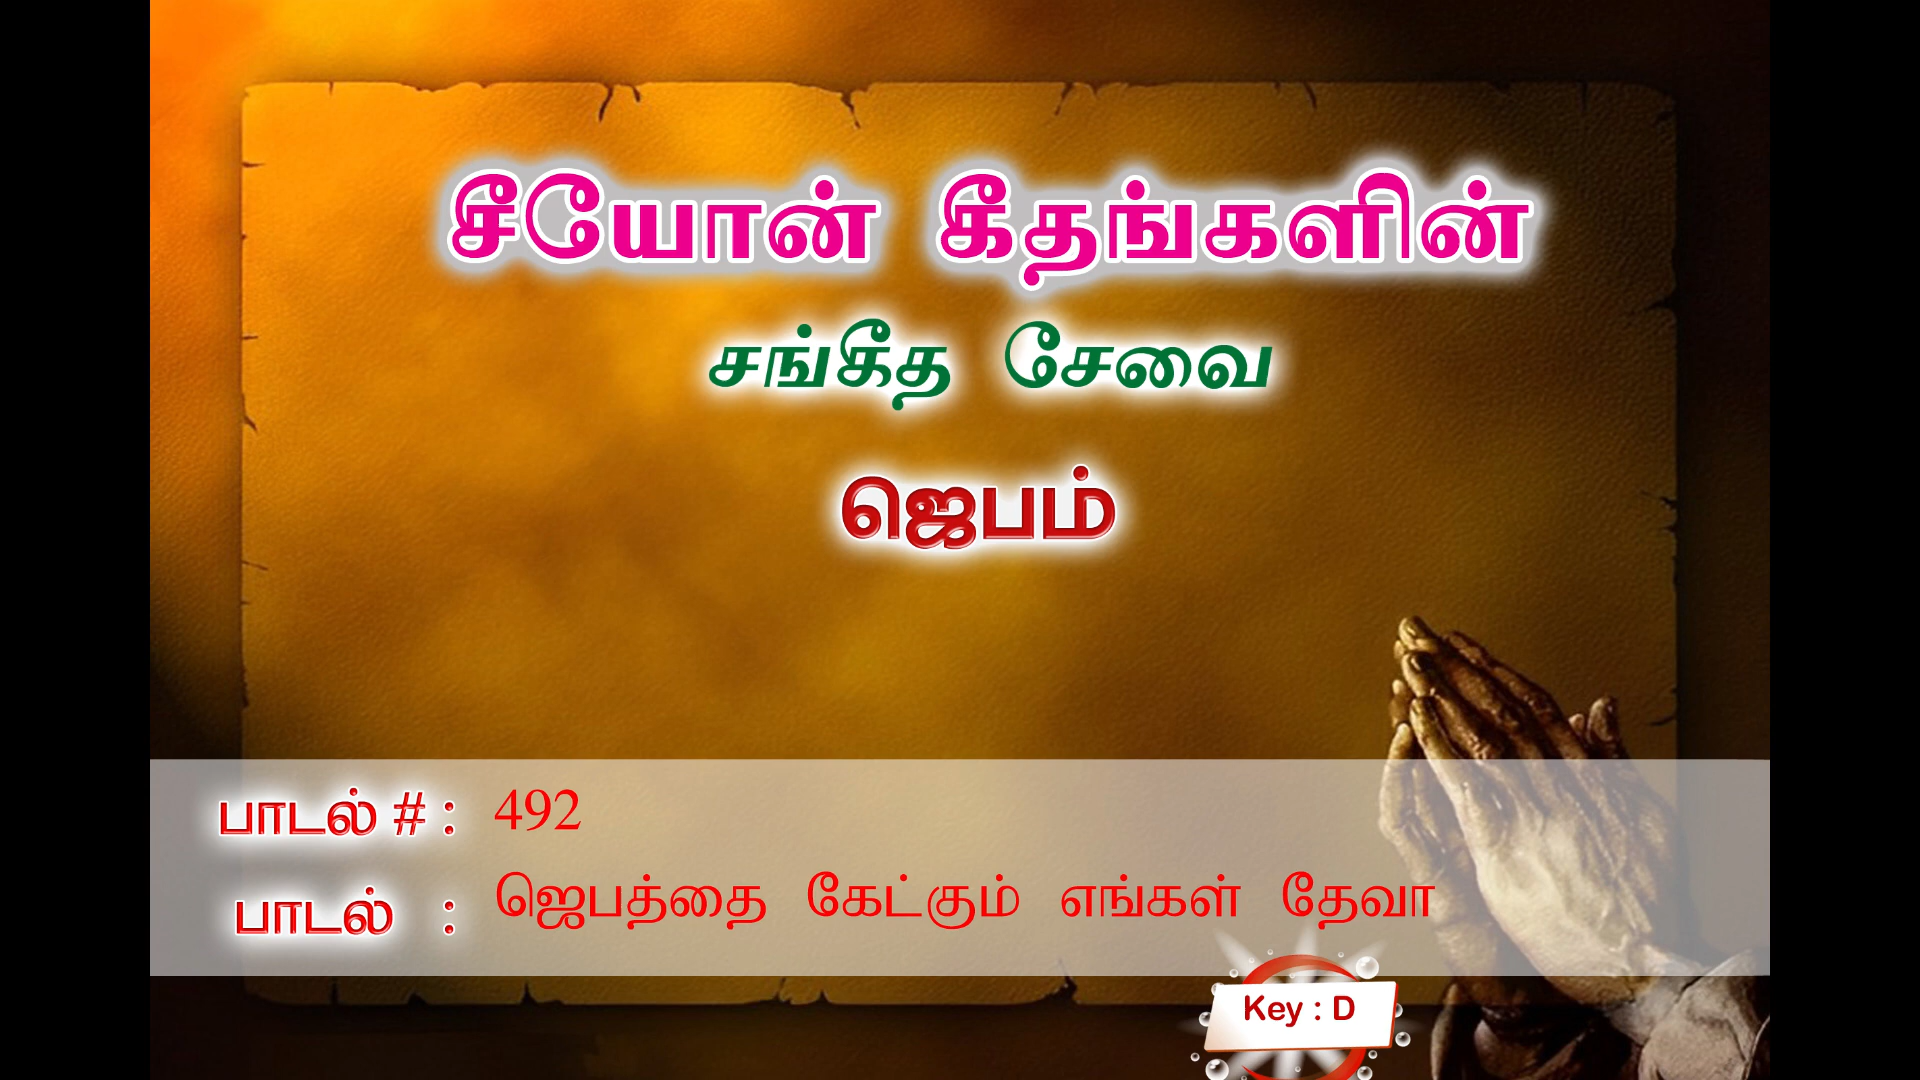 சீயோன் கீதங்களின்
சங்கீத சேவை
ஜெபம்
பாடல் # : 492
பாடல் : ஜெபத்தை கேட்கும் எங்கள் தேவா
Key : D